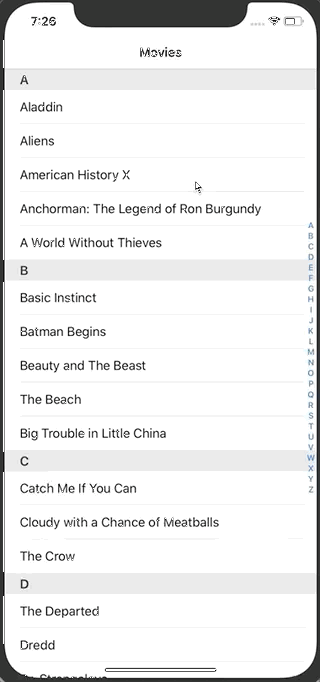 7:26
Movies
A
Aladdin
Aliens
American History X
Anchorman: The Legend of Ron Burgundy
A World Without Thieves
B
Basic Instinct
Batman Begins
Beauty and The Beast
The Beach
Big Trouble in Little China
C
Catch Me If You Can
Cloudy with a Chance of Meatballs
The Crow
D
The Departed
Dredd
A
B
C
D
E
F
G
H
I
J
K
L
M
N
O
P
Q
R
S
T
U
V
W
X
Y
Z